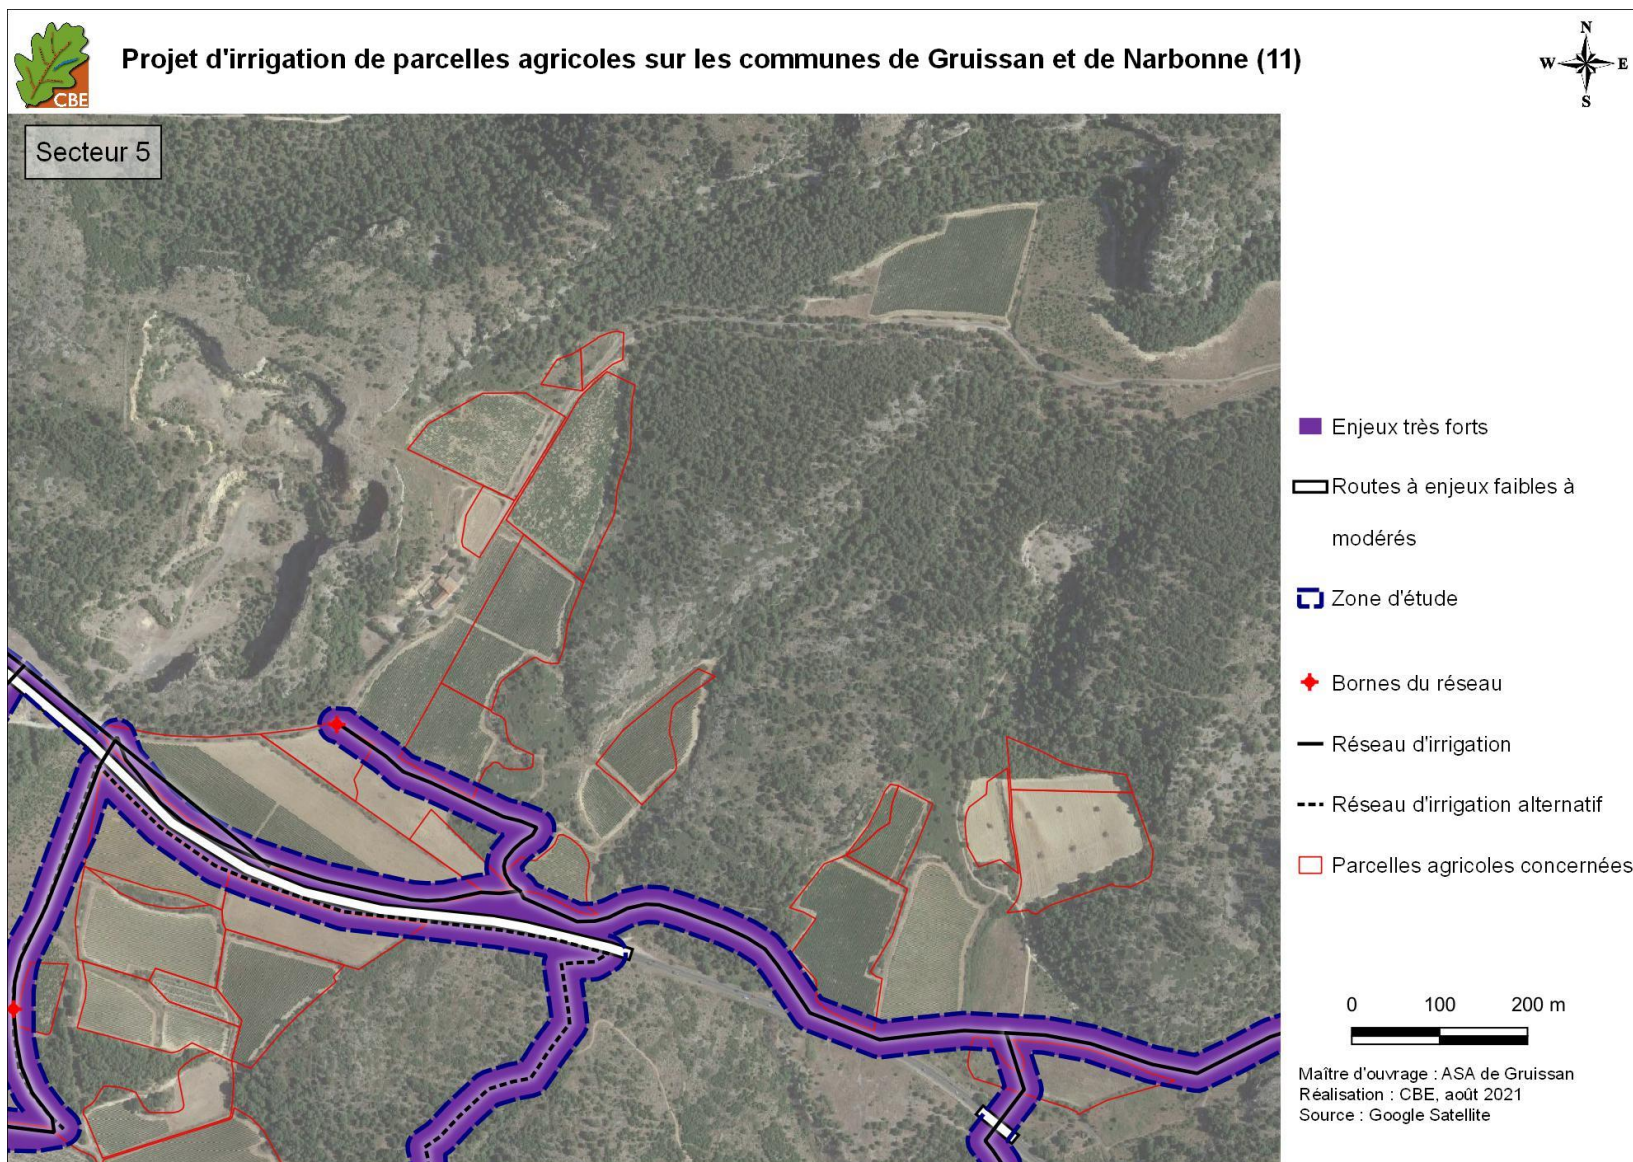 CBE
Projet d'irrigation de parcelles agricoles sur les communes de Gruissan et de Narbonne (11)
N
W E
S
Secteur 5
Enjeux très forts
Routes à enjeux faibles à
modérés
Zone d'étude
Bornes du réseau
Réseau d'irrigation
Réseau d'irrigation alternatif
Parcelles agricoles concernées
0 100 200 m
Maître d'ouvrage : ASA de Gruissan
Réalisation : CBE, août 2021
Source : Google Satellite